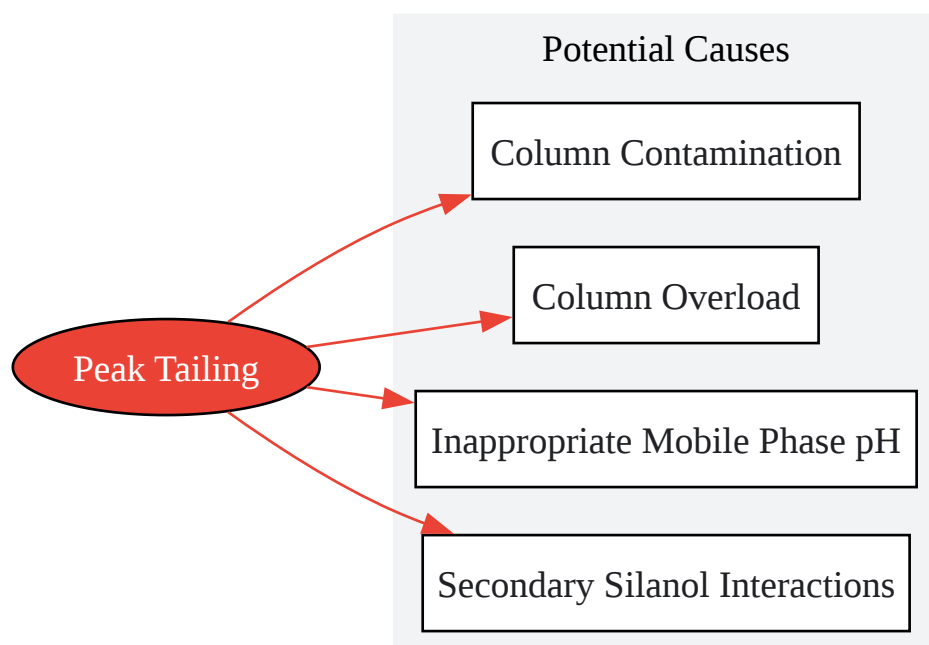 Potential Causes
Column Contamination
Column Overload
Peak Tailing
Inappropriate Mobile Phase pH
Secondary Silanol Interactions